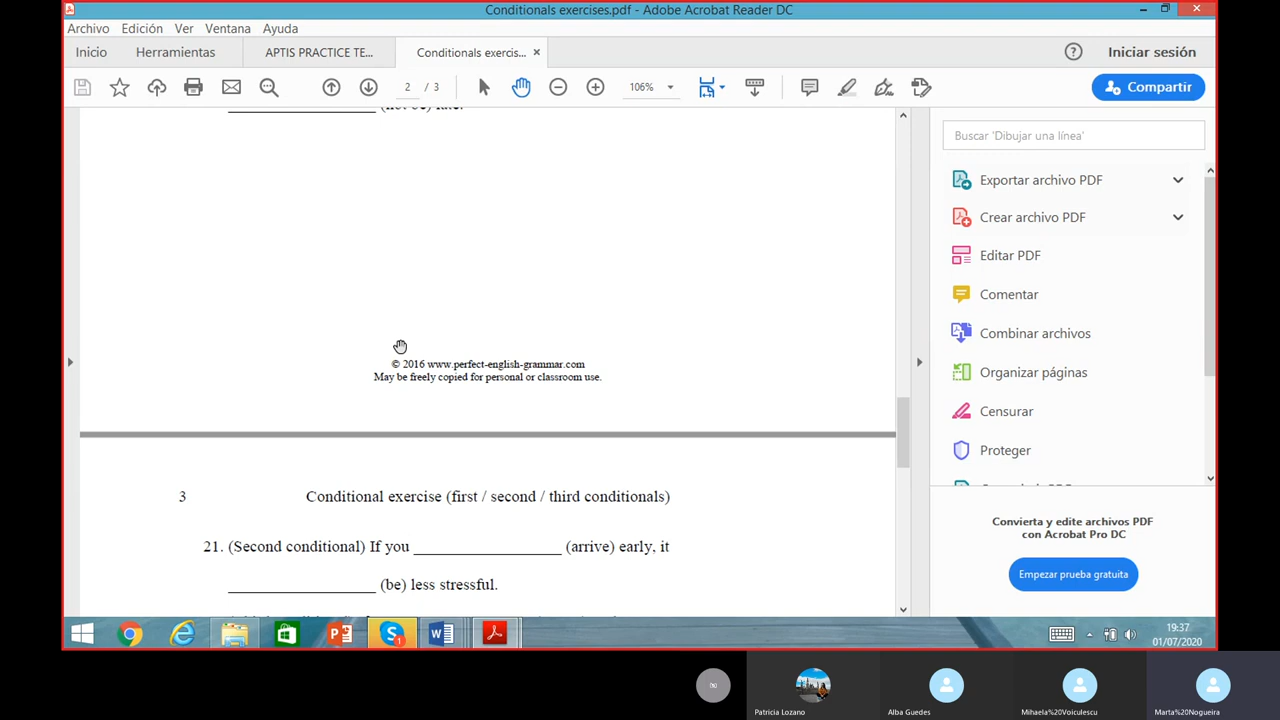 Conditionals exercises.pdf - Adobe Acrobat Reader DC
Archivo Edición Ver Ventana Ayuda
Inicio Herramientas APTIS PRACTICE TE... Conditionals exercis... × Iniciar sesión
2 / 3 106% Compartir
(not be) late.
Buscar 'Dibujar una línea'
Exportar archivo PDF
Crear archivo PDF
Editar PDF
Comentar
Combinar archivos
Organizar páginas
Censurar
Proteger
© 2016 www.perfect-english-grammar.com
May be freely copied for personal or classroom use.
3 Conditional exercise (first / second / third conditionals)
21. (Second conditional) If you ____________________ (arrive) early, it
____________________ (be) less stressful.
Convierta y edite archivos PDF
con Acrobat Pro DC
Empezar prueba gratuita
19:37
01/07/2020
Patricia Lozano Alba Guedes Mihaela%20Voiculescu Marta%20Nogueira